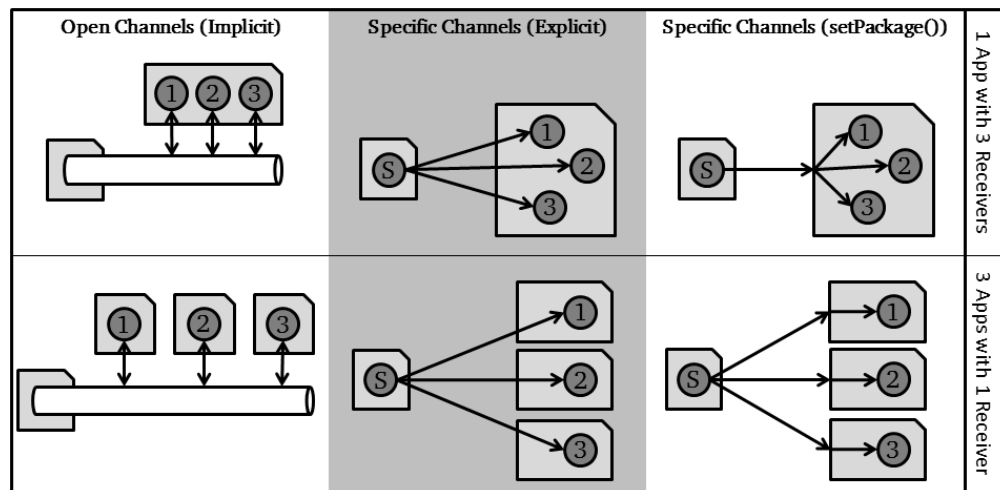 Open Channels (Implicit)
Specific Channels (Explicit)
Specific Channels (setPackage())
1 App with 3 Receivers
1 2 3
S
1
2
3
S
1
2
3
3 Apps with 1 Receiver
1
2
3
S
1
2
3
S
1
2
3